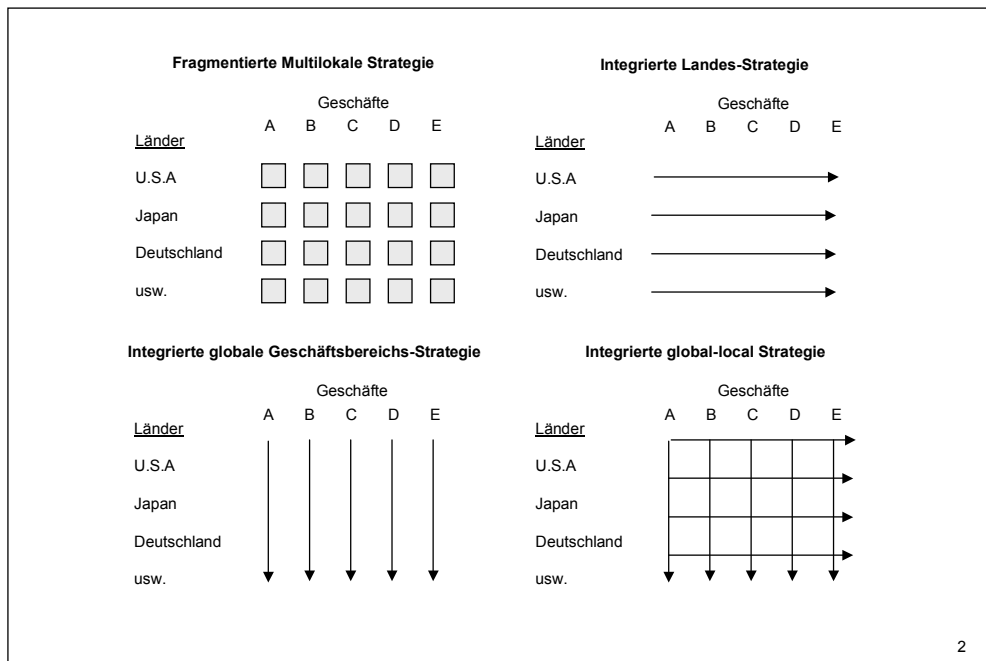 Fragmentierte Multilokale Strategie
Geschäfte
A B C D E
Länder
U.S.A
Japan
Deutschland
usw.
Integrierte Landes-Strategie
Geschäfte
A B C D E
Länder
U.S.A
Japan
Deutschland
usw.
Integrierte globale Geschäftsbereichs-Strategie
Geschäfte
A B C D E
Länder
U.S.A
Japan
Deutschland
usw.
Integrierte global-local Strategie
Geschäfte
A B C D E
Länder
U.S.A
Japan
Deutschland
usw.
2